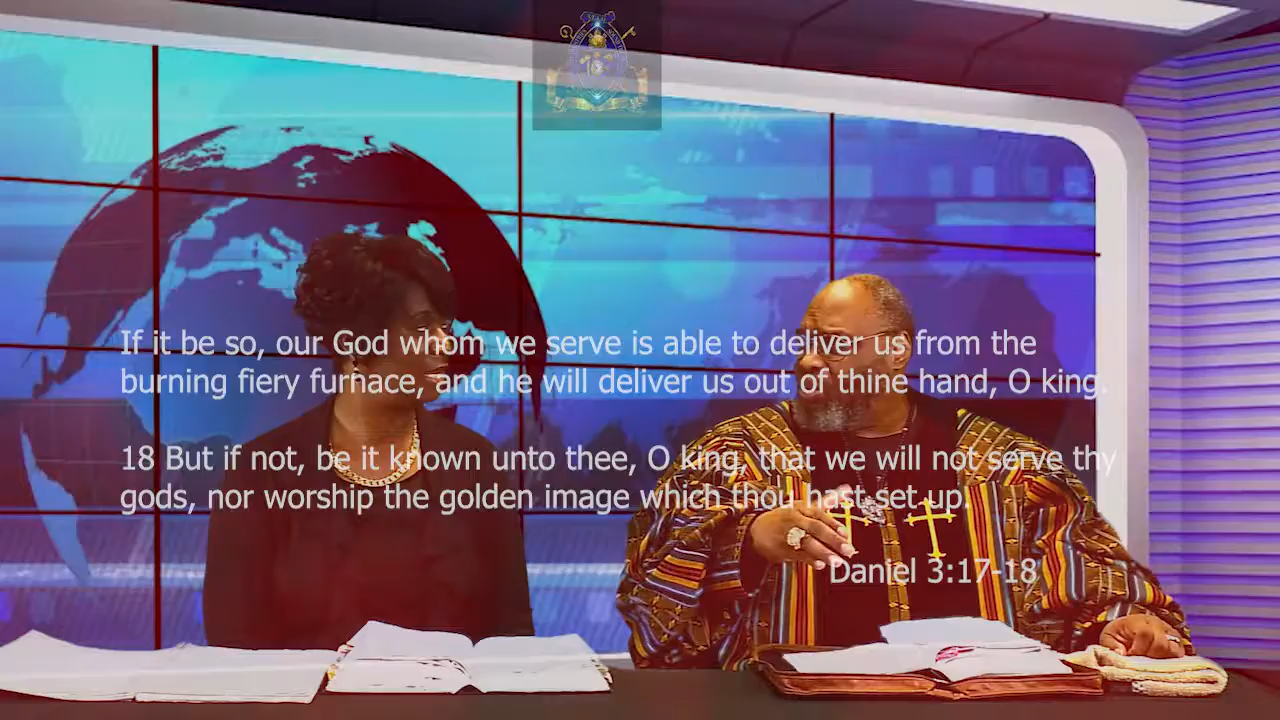 If it be so, our God whom we serve is able to deliver us from the
burning fiery furnace, and he will deliver us out of thine hand, O king.
18 But if not, be it known unto thee, O king, that we will not serve thy
gods, nor worship the golden image which thou hast set up.
Daniel 3:17-18